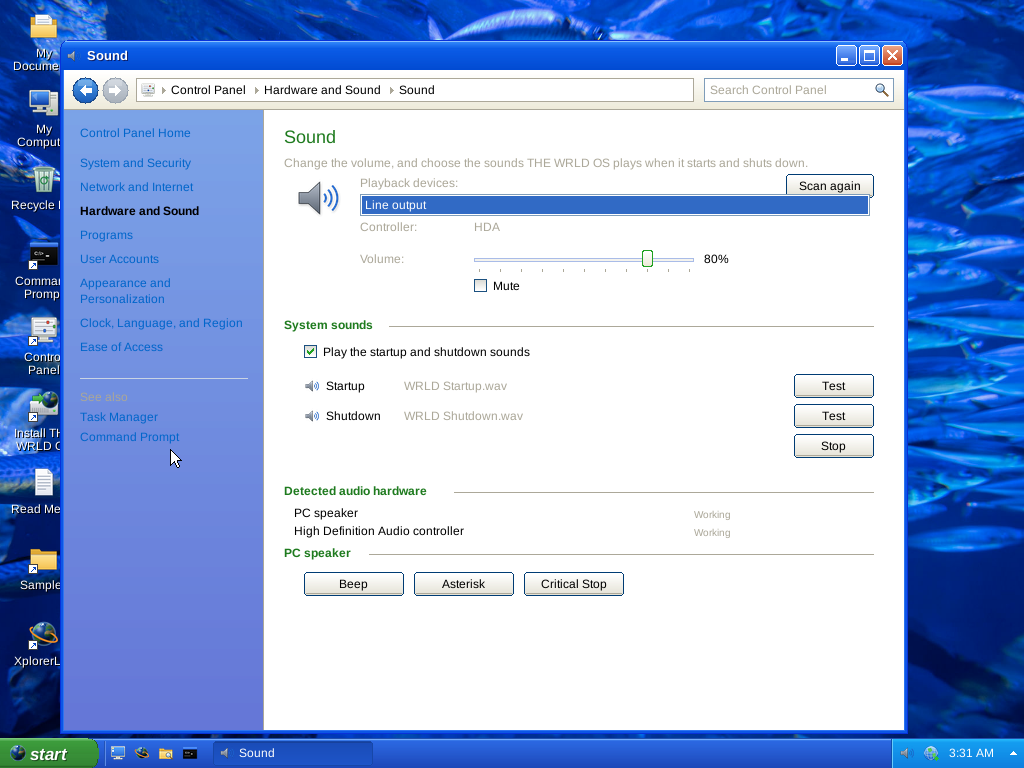 My
Docume
My
Comput
Recycle
Comman
Promp
Contro
Panel
Install Th
WRLD O
Read Me
Sample
XplorerL
Sound
Control Panel
Hardware and Sound
Sound
Search Control Panel
Control Panel Home
System and Security
Network and Internet
Hardware and Sound
Programs
User Accounts
Appearance and
Personalization
Clock, Language, and Region
Ease of Access
See also
Task Manager
Command Prompt
Sound
Change the volume, and choose the sounds THE WRLD OS plays when it starts and shuts down.
Playback devices:
Scan again
Line output
Controller: HDA
Volume: 80%
Mute
System sounds
Play the startup and shutdown sounds
Startup WRLD Startup.wav Test
Shutdown WRLD Shutdown.wav Test
Stop
Detected audio hardware
PC speaker Working
High Definition Audio controller Working
PC speaker
Beep Asterisk Critical Stop
start
Sound
3:31 AM